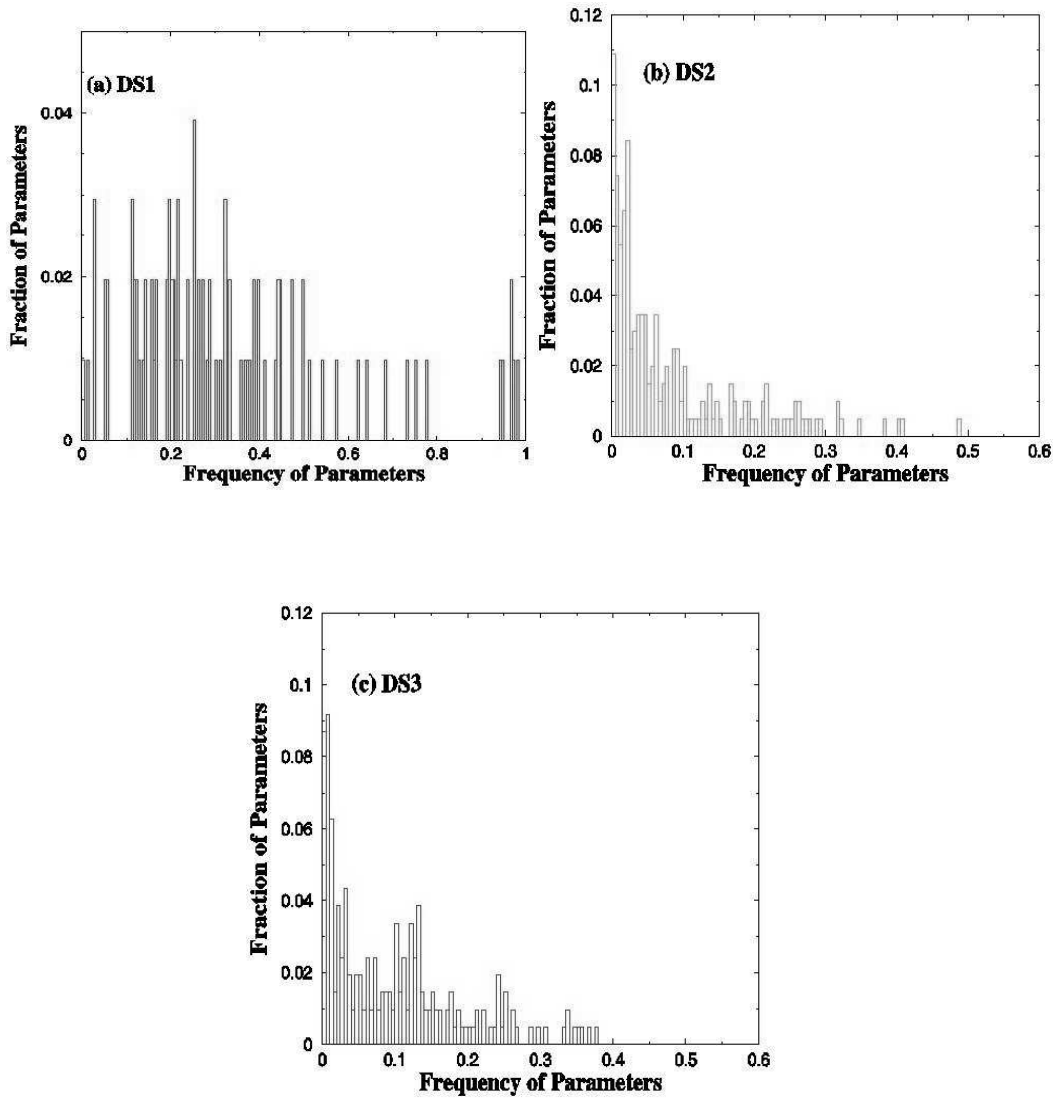 (a) DS1
0.04
0.02
0
0 0.2 0.4 0.6 0.8 1
Fraction of Parameters
Frequency of Parameters
(b) DS2
0.12
0.1
0.08
0.06
0.04
0.02
0
0 0.1 0.2 0.3 0.4 0.5 0.6
Fraction of Parameters
Frequency of Parameters
(c) DS3
0.12
0.1
0.08
0.06
0.04
0.02
0
0 0.1 0.2 0.3 0.4 0.5 0.6
Fraction of Parameters
Frequency of Parameters